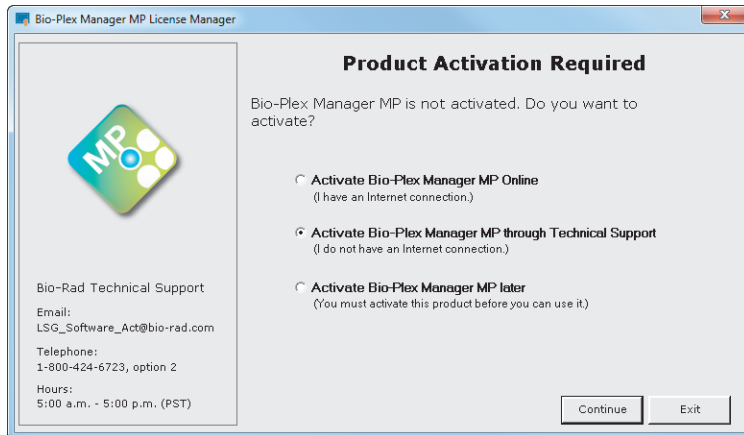 Bio-Plex Manager MP License Manager
MP
Bio-Rad Technical Support
Email:
LSG_Software_Act@bio-rad.com
Telephone:
1-800-424-6723, option 2
Hours:
5:00 a.m. - 5:00 p.m. (PST)
Product Activation Required
Bio-Plex Manager MP is not activated. Do you want to
activate?
Activate Bio-Plex Manager MP Online
(I have an Internet connection.)
Activate Bio-Plex Manager MP through Technical Support
(I do not have an Internet connection.)
Activate Bio-Plex Manager MP later
(You must activate this product before you can use it.)
Continue
Exit